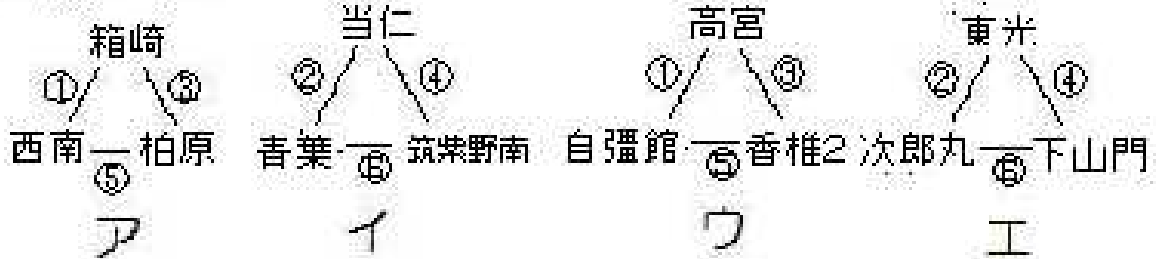 箱崎 当仁 高宮 東光
① ③ ② ④ ① ③ ② ④
西南 柏原 青葉 筑紫野南 自彊館 香椎2 次郎丸 下山門
⑤ ⑥ ⑤ ⑥
ア イ ウ エ